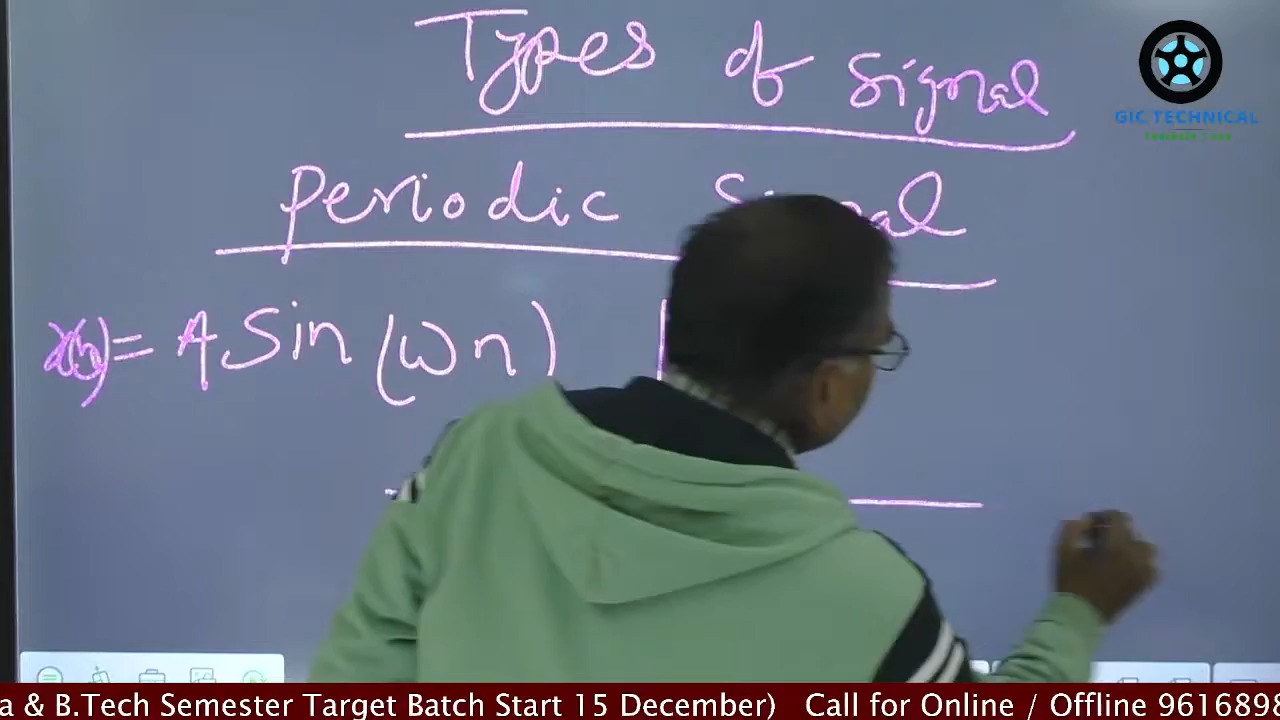 Types of Signal
GIC TECHNICAL
Periodic
x(n) = A Sin (ωn)
a & B.Tech Semester Target Batch Start 15 December) Call for Online / Offline 9616898